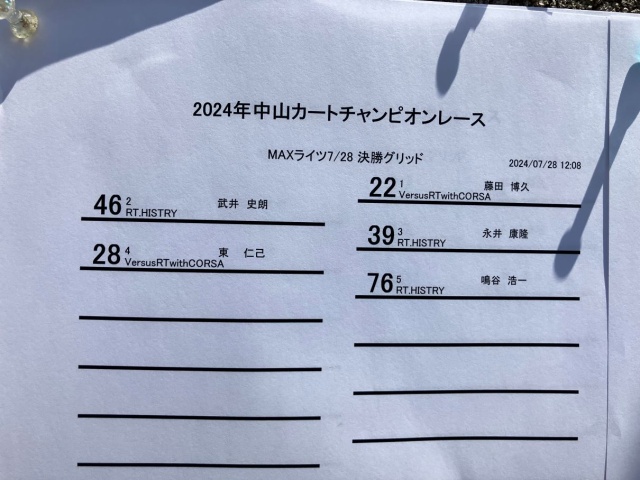 2024年中山カートチャンピオンレース
MAXライツ7/28 決勝グリッド
2024/07/28 12:08
22 1 藤田 博久
VersusRTwithCORSA
46 2 武井 史朗
RT.HISTRY
39 3 永井 康隆
RT.HISTRY
28 4 東 仁己
VersusRTwithCORSA
76 5 鳴谷 浩一
RT.HISTRY